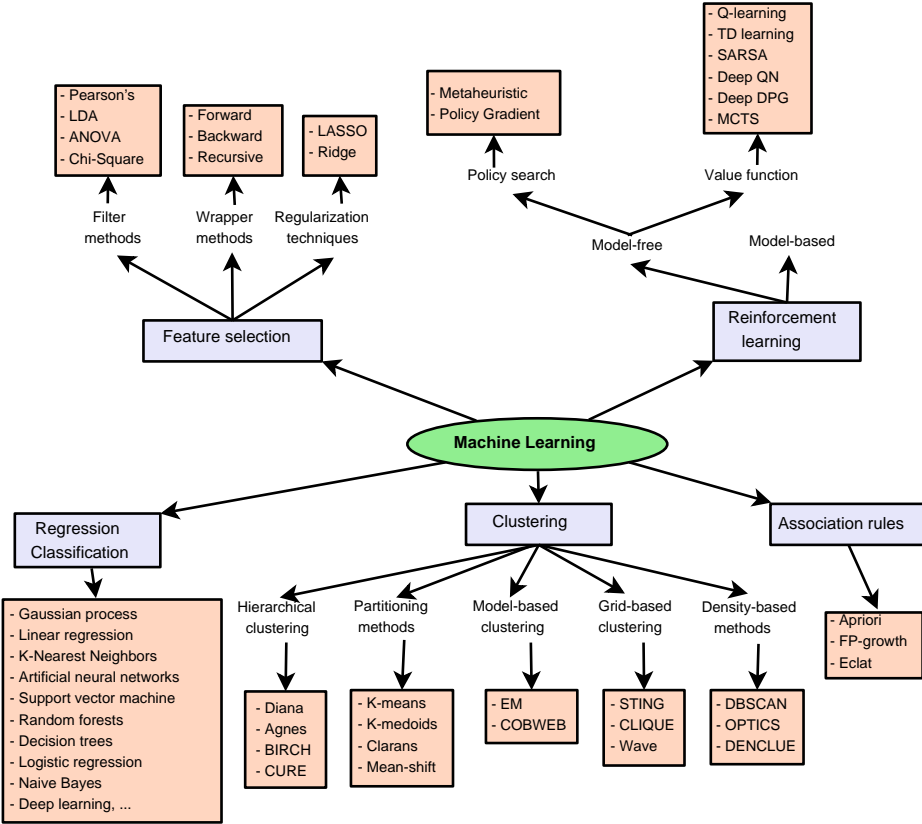 - Q-learning
- TD learning
- SARSA
- Deep QN
- Deep DPG
- MCTS
- Pearson's
- LDA
- ANOVA
- Chi-Square
- Forward
- Backward
- Recursive
- LASSO
- Ridge
- Metaheuristic
- Policy Gradient
Policy search
Value function
Filter
methods
Wrapper
methods
Regularization
techniques
Model-free
Model-based
Feature selection
Reinforcement
learning
Machine Learning
Regression
Classification
Clustering
Association rules
- Gaussian process
- Linear regression
- K-Nearest Neighbors
- Artificial neural networks
- Support vector machine
- Random forests
- Decision trees
- Logistic regression
- Naive Bayes
- Deep learning, ...
Hierarchical
clustering
Partitioning
methods
Model-based
clustering
Grid-based
clustering
Density-based
methods
- Apriori
- FP-growth
- Eclat
- Diana
- Agnes
- BIRCH
- CURE
- K-means
- K-medoids
- Clarans
- Mean-shift
- EM
- COBWEB
- STING
- CLIQUE
- Wave
- DBSCAN
- OPTICS
- DENCLUE